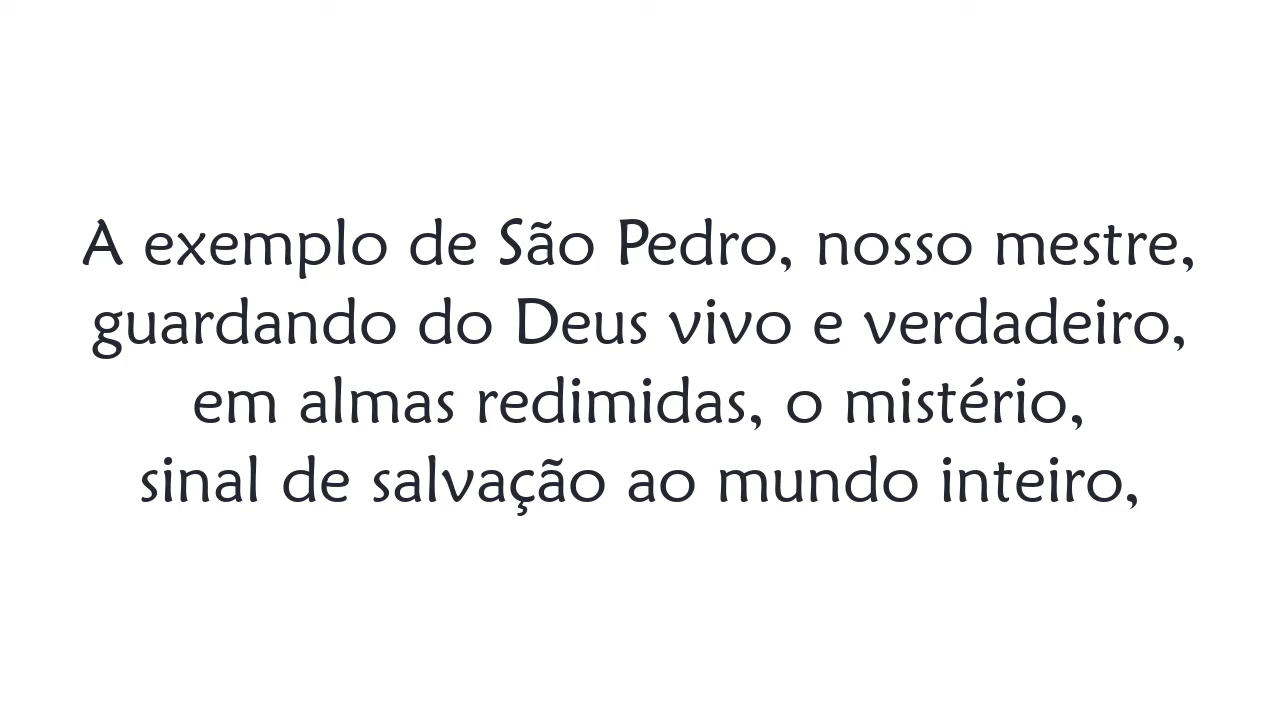 A exemplo de São Pedro, nosso mestre,
guardando do Deus vivo e verdadeiro,
em almas redimidas, o mistério,
sinal de salvação ao mundo inteiro,